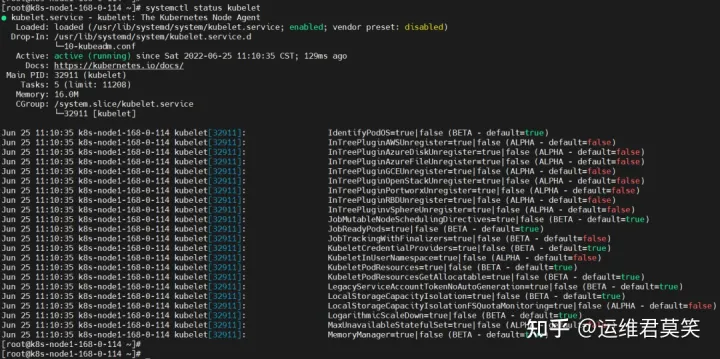 [root@k8s-node1-168-0-114 ~]#
[root@k8s-node1-168-0-114 ~]# systemctl status kubelet
● kubelet.service - kubelet: The Kubernetes Node Agent
Loaded: loaded (/usr/lib/systemd/system/kubelet.service; enabled; vendor preset: disabled)
Drop-In: /usr/lib/systemd/system/kubelet.service.d
└─10-kubeadm.conf
Active: active (running) since Sat 2022-06-25 11:10:35 CST; 129ms ago
Docs: https://kubernetes.io/docs/
Main PID: 32911 (kubelet)
Tasks: 5 (limit: 11208)
Memory: 16.0M
CGroup: /system.slice/kubelet.service
└─32911 [kubelet]
Jun 25 11:10:35 k8s-node1-168-0-114 kubelet[32911]: IdentifyPodOS=true|false (BETA - default=true)
Jun 25 11:10:35 k8s-node1-168-0-114 kubelet[32911]: InTreePluginAWSUnregister=true|false (ALPHA - default=false)
Jun 25 11:10:35 k8s-node1-168-0-114 kubelet[32911]: InTreePluginAzureDiskUnregister=true|false (ALPHA - default=false)
Jun 25 11:10:35 k8s-node1-168-0-114 kubelet[32911]: InTreePluginAzureFileUnregister=true|false (ALPHA - default=false)
Jun 25 11:10:35 k8s-node1-168-0-114 kubelet[32911]: InTreePluginGCEUnregister=true|false (ALPHA - default=false)
Jun 25 11:10:35 k8s-node1-168-0-114 kubelet[32911]: InTreePluginOpenStackUnregister=true|false (ALPHA - default=false)
Jun 25 11:10:35 k8s-node1-168-0-114 kubelet[32911]: InTreePluginPortworxUnregister=true|false (ALPHA - default=false)
Jun 25 11:10:35 k8s-node1-168-0-114 kubelet[32911]: InTreePluginRBDUnregister=true|false (ALPHA - default=false)
Jun 25 11:10:35 k8s-node1-168-0-114 kubelet[32911]: InTreePluginvSphereUnregister=true|false (ALPHA - default=false)
Jun 25 11:10:35 k8s-node1-168-0-114 kubelet[32911]: JobMutableNodeSchedulingDirectives=true|false (BETA - default=true)
Jun 25 11:10:35 k8s-node1-168-0-114 kubelet[32911]: JobReadyPods=true|false (BETA - default=true)
Jun 25 11:10:35 k8s-node1-168-0-114 kubelet[32911]: JobTrackingWithFinalizers=true|false (BETA - default=false)
Jun 25 11:10:35 k8s-node1-168-0-114 kubelet[32911]: KubeletCredentialProviders=true|false (BETA - default=true)
Jun 25 11:10:35 k8s-node1-168-0-114 kubelet[32911]: KubeletInUserNamespace=true|false (ALPHA - default=false)
Jun 25 11:10:35 k8s-node1-168-0-114 kubelet[32911]: KubeletPodResources=true|false (BETA - default=true)
Jun 25 11:10:35 k8s-node1-168-0-114 kubelet[32911]: KubeletPodResourcesGetAllocatable=true|false (BETA - default=true)
Jun 25 11:10:35 k8s-node1-168-0-114 kubelet[32911]: LegacyServiceAccountTokenNoAutoGeneration=true|false (BETA - default=true)
Jun 25 11:10:35 k8s-node1-168-0-114 kubelet[32911]: LocalStorageCapacityIsolation=true|false (BETA - default=true)
Jun 25 11:10:35 k8s-node1-168-0-114 kubelet[32911]: LocalStorageCapacityIsolationFSQuotaMonitoring=true|false (ALPHA - default=false)
Jun 25 11:10:35 k8s-node1-168-0-114 kubelet[32911]: LogarithmicScaleDown=true|false (BETA - default=true)
Jun 25 11:10:35 k8s-node1-168-0-114 kubelet[32911]: MaxUnavailableStatefulSet=true|false (ALPHA
Jun 25 11:10:35 k8s-node1-168-0-114 kubelet[32911]: MemoryManager=true|false (BETA - default=true)
[root@k8s-node1-168-0-114 ~]#
[root@k8s-node1-168-0-114 ~]#
知乎 @运维君莫笑